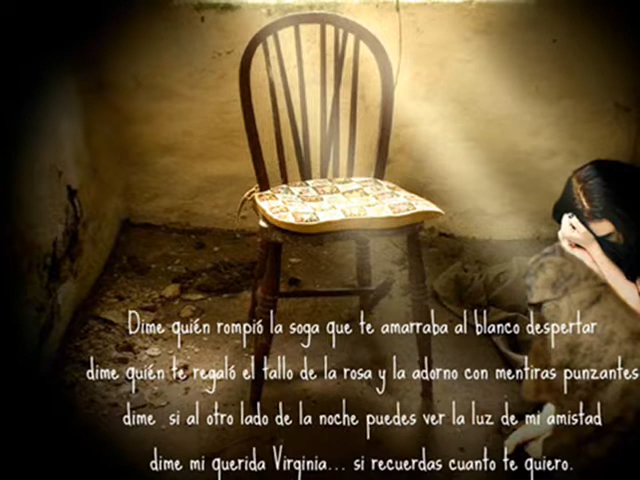 Dime quién rompió la soga que te amarraba al blanco despertar
dime quién te regaló el tallo de la rosa y la adorno con mentiras punzantes
dime si al otro lado de la noche puedes ver la luz de mi amistad
dime mi querida Virginia... si recuerdas cuanto te quiero.